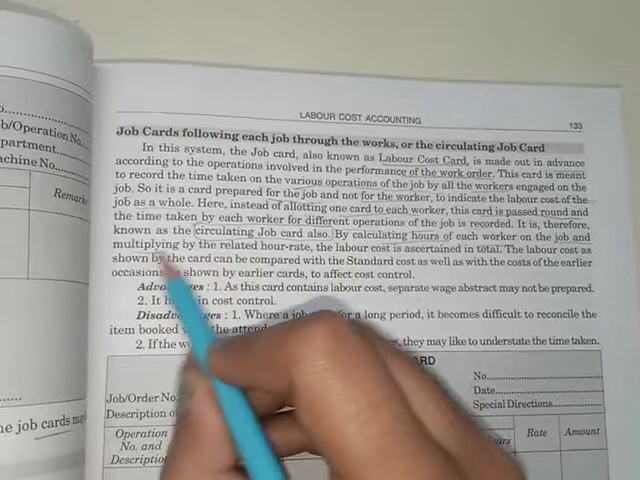 b/Operation No.
partment
achine No.
Remarks
he job cards ma
LABOUR COST ACCOUNTING
133
Job Cards following each job through the works, or the circulating Job Card
In this system, the Job card, also known as Labour Cost Card, is made out in advance
according to the operations involved in the performance of the work order. This card is meant
to record the time taken on the various operations of the job by all the workers engaged on the
job. So it is a card prepared for the job and not for the worker, to indicate the labour cost of the
job as a whole. Here, instead of allotting one card to each worker, this card is passed round and
the time taken by each worker for different operations of the job is recorded. It is, therefore,
known as the circulating Job card also. By calculating hours of each worker on the job and
multiplying by the related hour-rate, the labour cost is ascertained in total. The labour cost as
shown by the card can be compared with the Standard cost as well as with the costs of the earlier
occasions shown by earlier cards, to affect cost control.
1. As this card contains labour cost, separate wage abstract may not be prepared.
2. It in cost control.
: 1. Where a job for a long period, it becomes difficult to reconcile the
item booked the
2. If the they may like to understate the time taken.
ARD
Job/Order No.
No.
Date
Description
Special Directions
Operation
No. and
Description
Rate
Amount